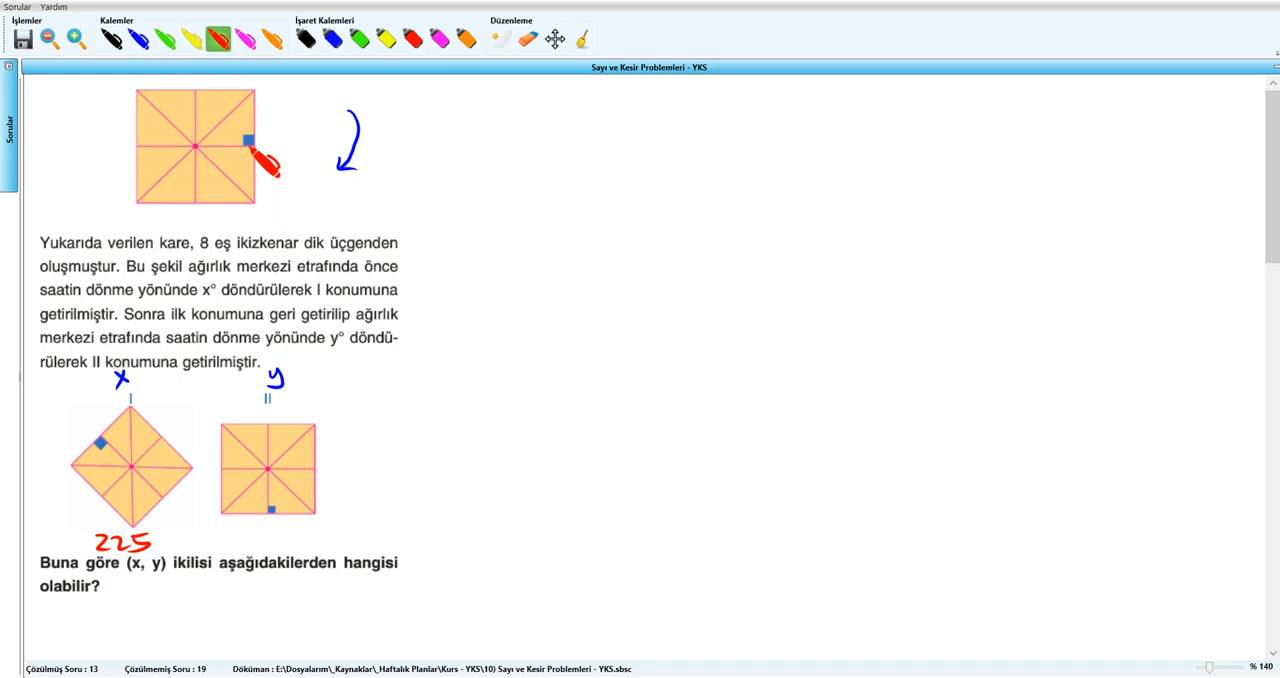 Sorular Yardım
İşlemler Kalemler İşaret Kalemleri Düzenleme
Sayı ve Kesir Problemleri - YKS
Sorular
Yukarıda verilen kare, 8 eş ikizkenar dik üçgenden
oluşmuştur. Bu şekil ağırlık merkezi etrafında önce
saatin dönme yönünde x° döndürülerek I konumuna
getirilmiştir. Sonra ilk konumuna geri getirilip ağırlık
merkezi etrafında saatin dönme yönünde y° döndü-
rülerek II konumuna getirilmiştir.
x y
I II
225
Buna göre (x, y) ikilisi aşağıdakilerden hangisi
olabilir?
Çözülmüş Soru : 13 Çözülmemiş Soru : 19 Döküman : E:\Dosyalarım\_Kaynaklar\_Haftalık Planlar\Kurs - YKS\10) Sayı ve Kesir Problemleri - YKS.sbsc % 140